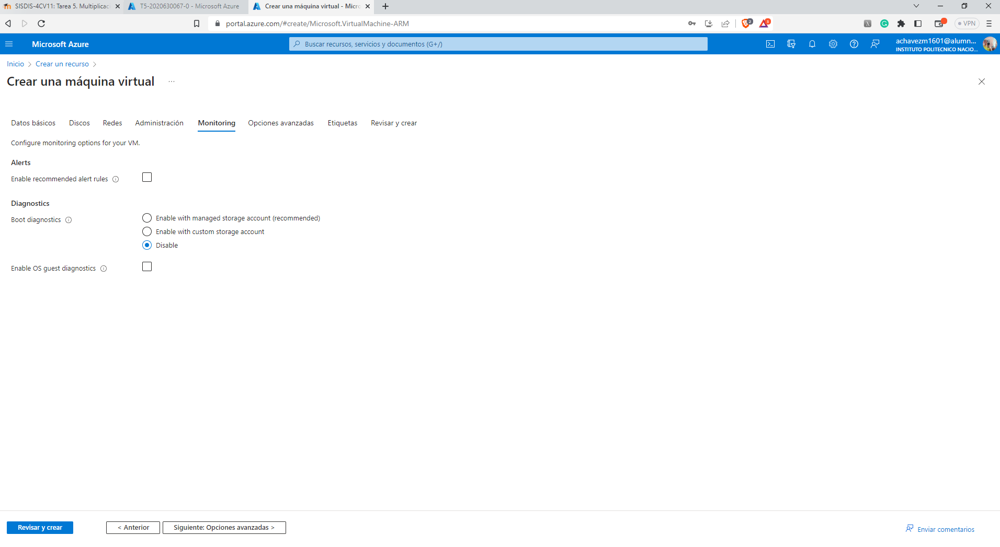 SISDIS-4CV11: Tarea 5. Multiplicac
T5-2020630067-0 - Microsoft Azure
Crear una máquina virtual - Micro
portal.azure.com/#create/Microsoft.VirtualMachine-ARM
2
3
VPN
Microsoft Azure
Buscar recursos, servicios y documentos (G+/)
achavezm1601@alumn...
INSTITUTO POLITECNICO NACIO...
Inicio > Crear un recurso >
Crear una máquina virtual ...
Datos básicos Discos Redes Administración Monitoring Opciones avanzadas Etiquetas Revisar y crear
Configure monitoring options for your VM.
Alerts
Enable recommended alert rules
Diagnostics
Boot diagnostics
Enable with managed storage account (recommended)
Enable with custom storage account
Disable
Enable OS guest diagnostics
Revisar y crear
< Anterior
Siguiente: Opciones avanzadas >
Enviar comentarios